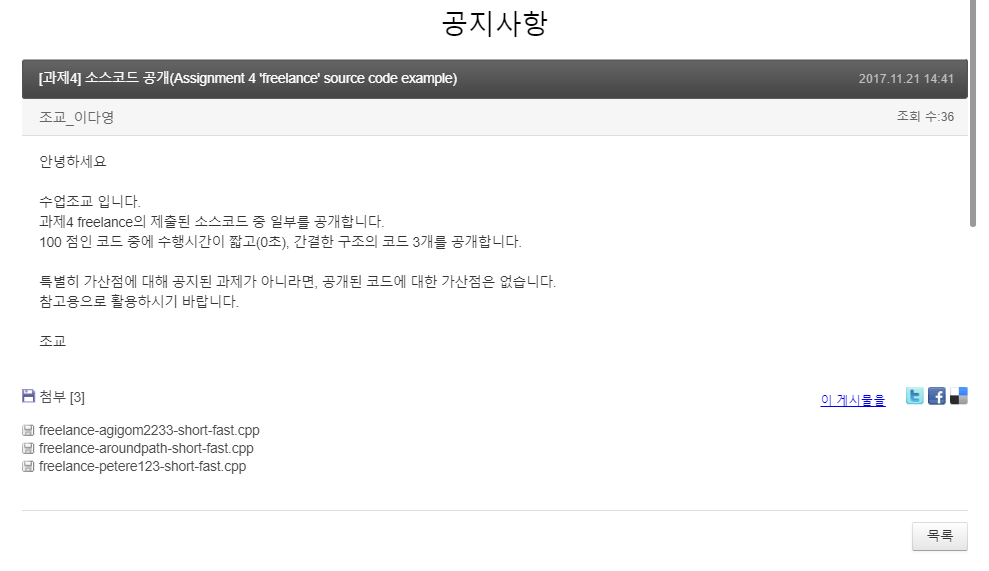 공지사항
[과제4] 소스코드 공개(Assignment 4 'freelance' source code example) 2017.11.21 14:41
조교_이다영 조회 수:36
안녕하세요
수업조교 입니다.
과제4 freelance의 제출된 소스코드 중 일부를 공개합니다.
100 점인 코드 중에 수행시간이 짧고(0초), 간결한 구조의 코드 3개를 공개합니다.
특별히 가산점에 대해 공지된 과제가 아니라면, 공개된 코드에 대한 가산점은 없습니다.
참고용으로 활용하시기 바랍니다.
조교
첨부 [3] 이 게시물을
freelance-agigom2233-short-fast.cpp
freelance-aroundpath-short-fast.cpp
freelance-petere123-short-fast.cpp
목록